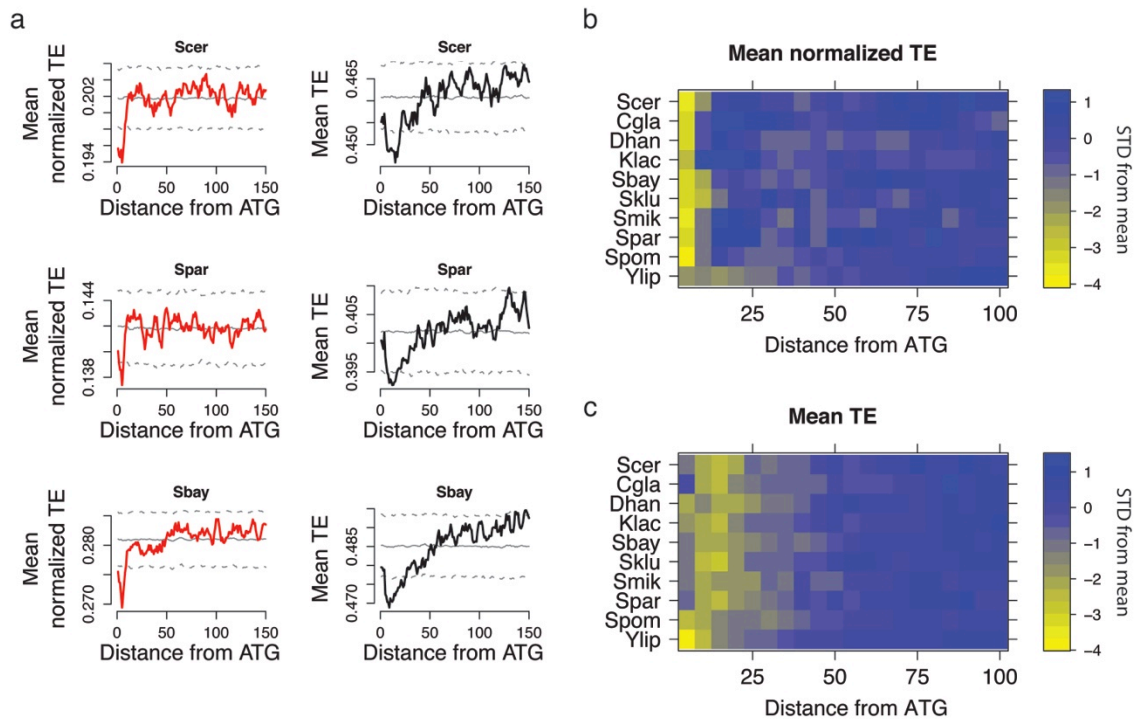 a
Scer
Mean
normalized TE
0.194
0.202
0 50 100 150
Distance from ATG
Scer
Mean TE
0.450
0.465
0 50 100 150
Distance from ATG
Spar
Mean
normalized TE
0.138
0.144
0 50 100 150
Distance from ATG
Spar
Mean TE
0.395
0.405
0 50 100 150
Distance from ATG
Sbay
Mean
normalized TE
0.270
0.280
0 50 100 150
Distance from ATG
Sbay
Mean TE
0.470
0.485
0 50 100 150
Distance from ATG
b
Mean normalized TE
Scer
Cgla
Dhan
Klac
Sbay
Sklu
Smik
Spar
Spom
Ylip
25 50 75 100
Distance from ATG
1
0
−1
−2
−3
−4
STD from mean
c
Mean TE
Scer
Cgla
Dhan
Klac
Sbay
Sklu
Smik
Spar
Spom
Ylip
25 50 75 100
Distance from ATG
1
0
−1
−2
−3
−4
STD from mean